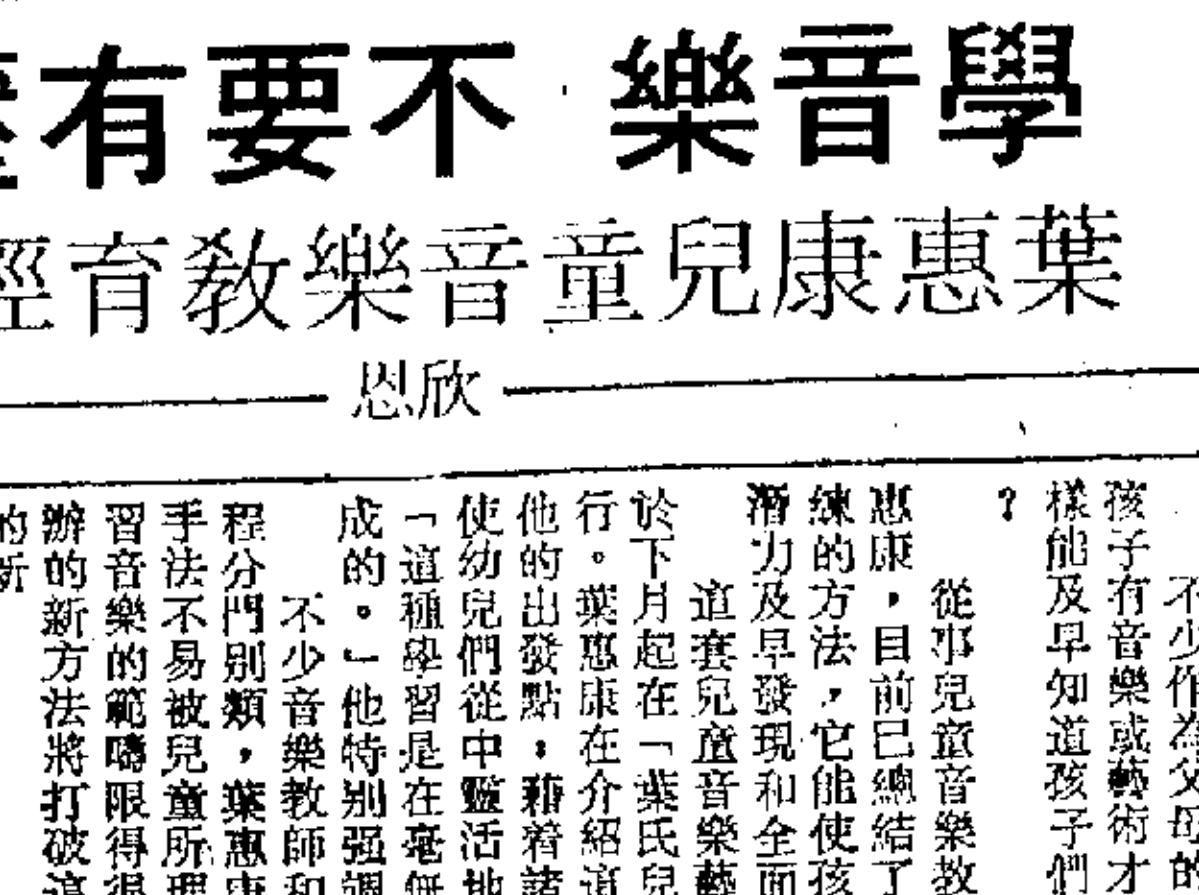 學音樂 不要有
葉惠康兒童音樂教育經
欣恩
不少作為父母的
孩子有音樂或藝術才
樣能及早知道孩子們
?
從事兒童音樂教
惠康,目前已總結了
練的方法,它能使孩
潛力及早發現和全面
這套兒童音樂藝
於下月起在「葉氏兒
行。葉惠康在介紹這
他的出發點:藉着諸
使幼兒們從中靈活地
「這種學習是在毫無
成的。」他特别强調
不少音樂教師和
程分門别類,葉惠康
手法不易被兒童所理
習音樂的範疇限得很
辦的新方法將打破這
的新